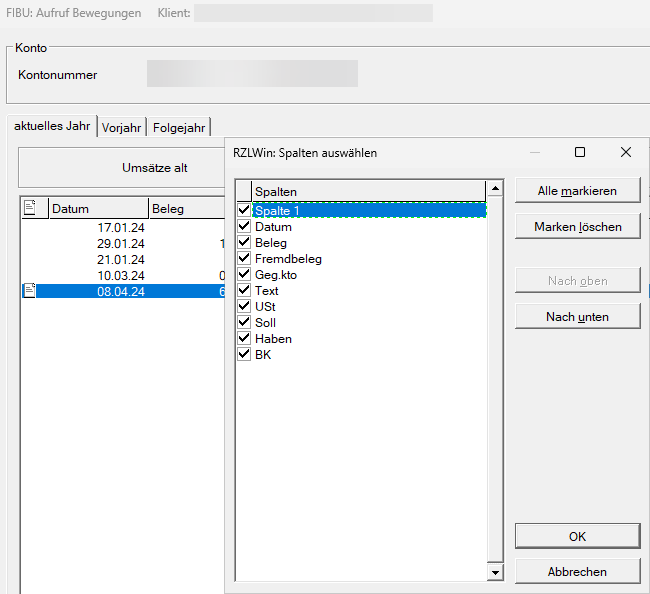 FIBU: Aufruf Bewegungen Klient:
Konto
Kontonummer
aktuelles Jahr Vorjahr Folgejahr
Umsätze alt
Datum Beleg
17.01.24
29.01.24 1
21.01.24
10.03.24 0
08.04.24 6
RZLWin: Spalten auswählen
Spalten
Spalte 1
Datum
Beleg
Fremdbeleg
Geg.kto
Text
USt
Soll
Haben
BK
Alle markieren
Marken löschen
Nach oben
Nach unten
OK
Abbrechen